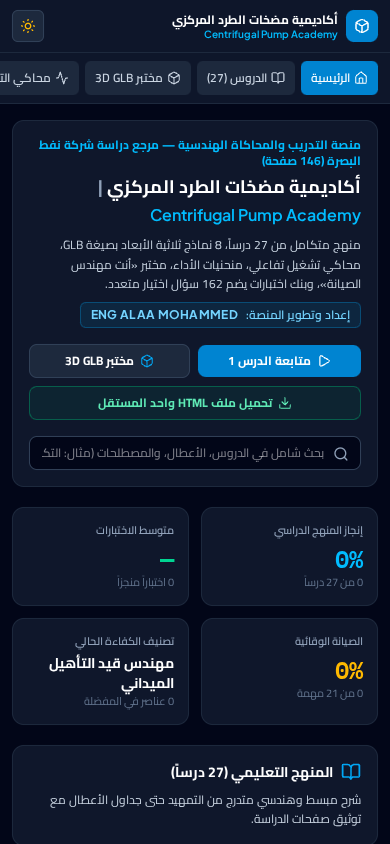 أكاديمية مضخات الطرد المركزي
Centrifugal Pump Academy
الرئيسية
الدروس (27)
مختبر 3D GLB
محاكي الت
منصة التدريب والمحاكاة الهندسية — مرجع دراسة شركة نفط
البصرة (146 صفحة)
أكاديمية مضخات الطرد المركزي |
Centrifugal Pump Academy
منهج متكامل من 27 درساً، 8 نماذج ثلاثية الأبعاد بصيغة GLB،
محاكي تشغيل تفاعلي، منحنيات الأداء، مختبر «أنت مهندس
الصيانة»، وبنك اختبارات يضم 162 سؤال اختيار متعدد.
إعداد وتطوير المنصة: ENG ALAA MOHAMMED
متابعة الدرس 1
مختبر 3D GLB
تحميل ملف HTML واحد المستقل
بحث شامل في الدروس، الأعطال، والمصطلحات (مثال: التك
إنجاز المنهج الدراسي
0%
0 من 27 درساً
متوسط الاختبارات
—
0 اختباراً منجزاً
الصيانة الوقائية
0%
0 من 21 مهمة
تصنيف الكفاءة الحالي
مهندس قيد التأهيل
الميداني
0 عناصر في المفضلة
المنهج التعليمي (27 درساً)
شرح مبسط وهندسي متدرج من التمهيد حتى جداول الأعطال مع
توثيق صفحات الدراسة.